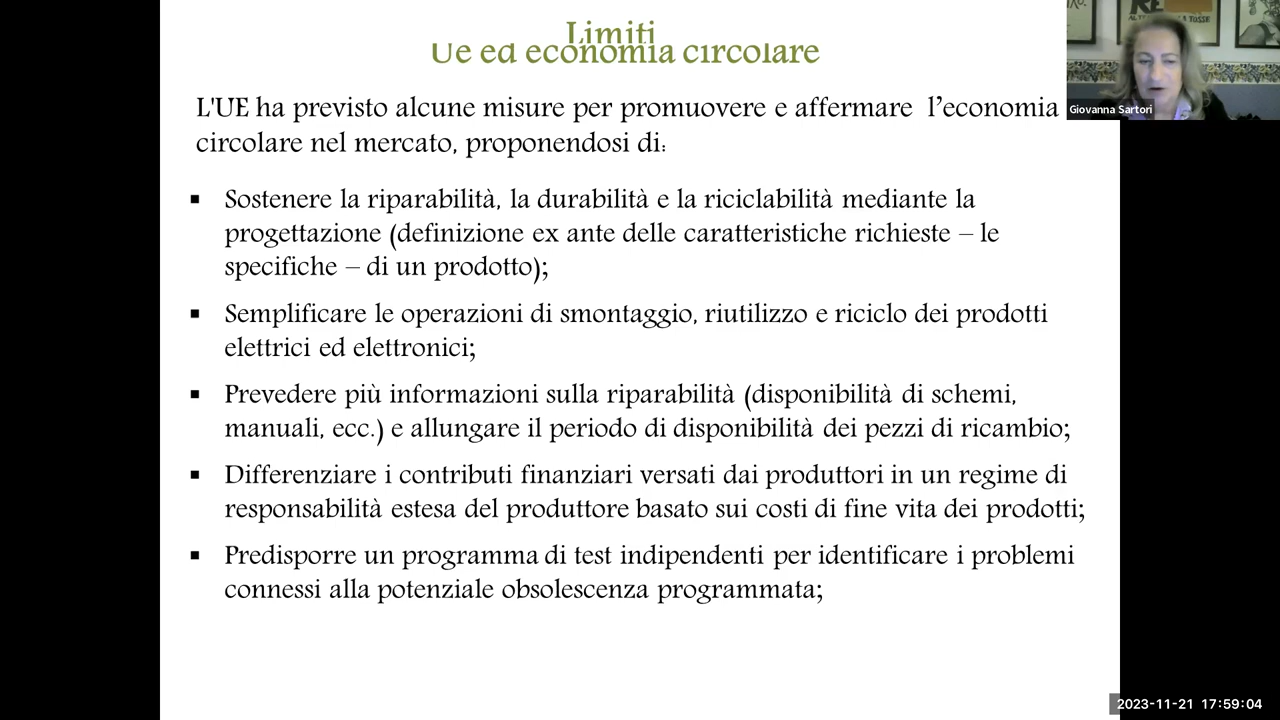 Limiti
Ue ed economia circolare
L'UE ha previsto alcune misure per promuovere e affermare l’economia
circolare nel mercato, proponendosi di:
▪ Sostenere la riparabilità, la durabilità e la riciclabilità mediante la
progettazione (definizione ex ante delle caratteristiche richieste – le
specifiche – di un prodotto);
▪ Semplificare le operazioni di smontaggio, riutilizzo e riciclo dei prodotti
elettrici ed elettronici;
▪ Prevedere più informazioni sulla riparabilità (disponibilità di schemi,
manuali, ecc.) e allungare il periodo di disponibilità dei pezzi di ricambio;
▪ Differenziare i contributi finanziari versati dai produttori in un regime di
responsabilità estesa del produttore basato sui costi di fine vita dei prodotti;
▪ Predisporre un programma di test indipendenti per identificare i problemi
connessi alla potenziale obsolescenza programmata;
Giovanna Sartori
2023-11-21 17:59:04